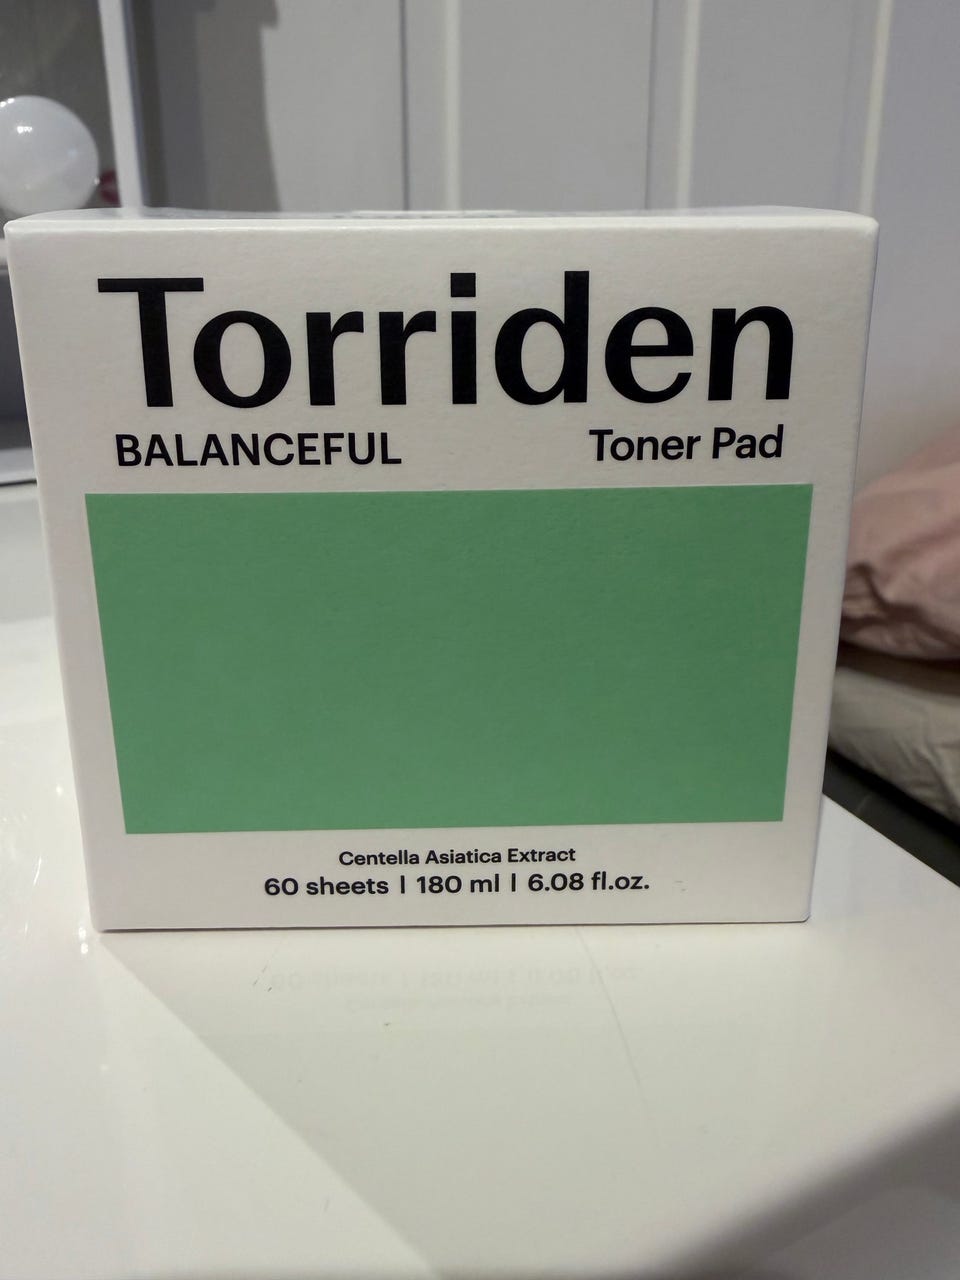 Torriden
BALANCEFUL Toner Pad
Centella Asiatica Extract
60 sheets | 180 ml | 6.08 fl.oz.